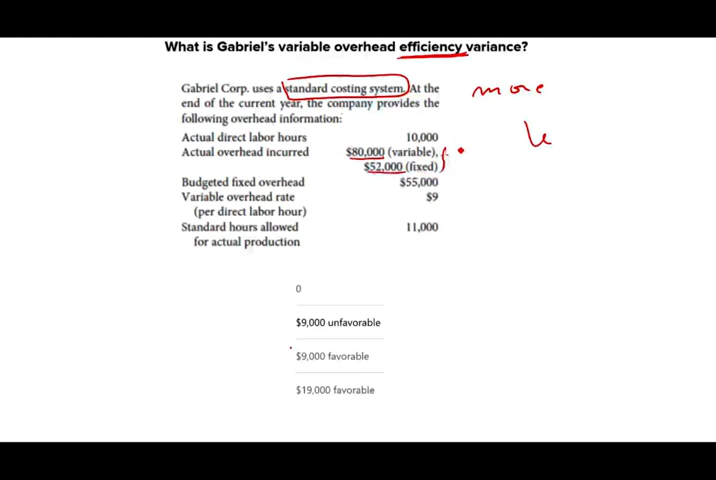 What is Gabriel's variable overhead efficiency variance?
Gabriel Corp. uses a standard costing system. At the more
end of the current year, the company provides the
following overhead information:
Actual direct labor hours 10,000
Actual overhead incurred $80,000 (variable),
$52,000 (fixed)
Budgeted fixed overhead $55,000
Variable overhead rate $9
(per direct labor hour)
Standard hours allowed 11,000
for actual production
0
$9,000 unfavorable
$9,000 favorable
$19,000 favorable